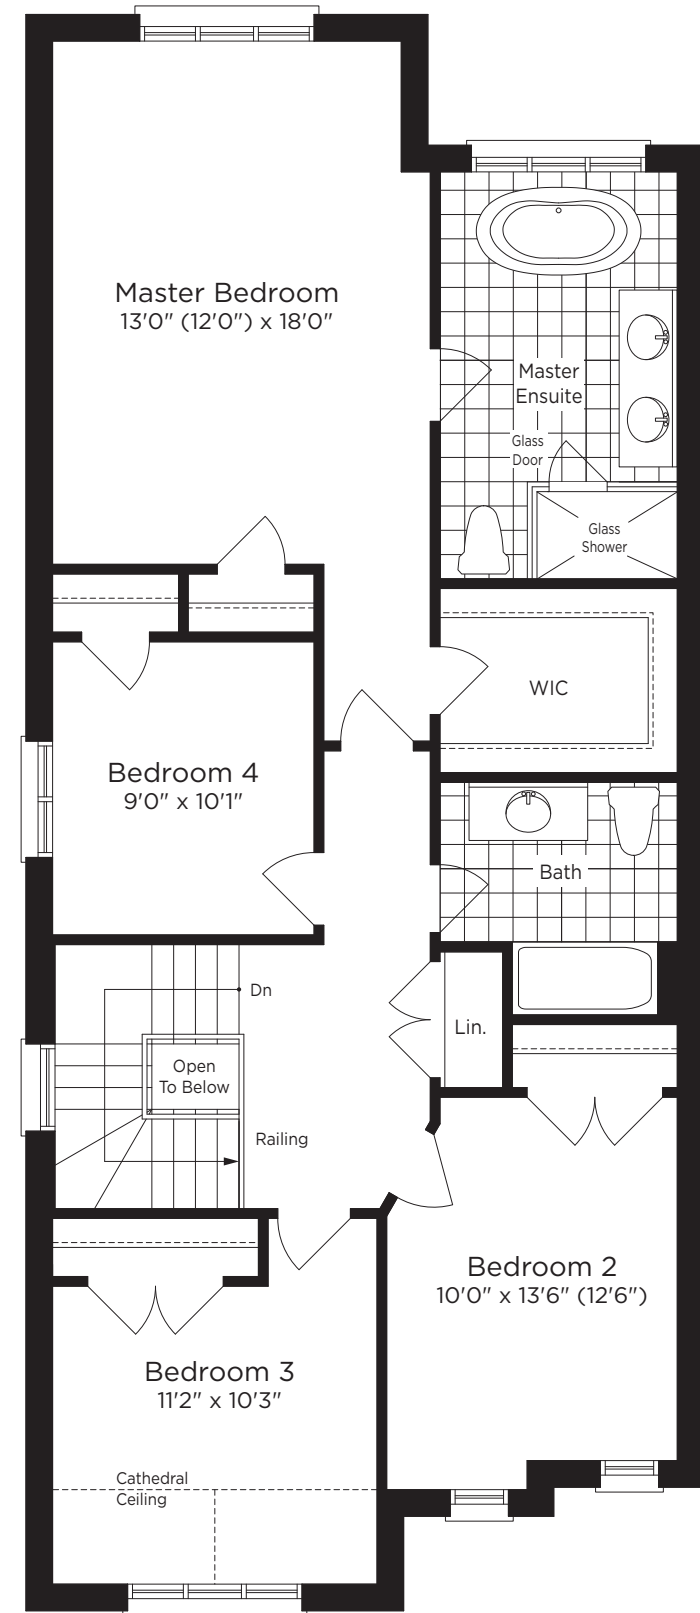 Master Bedroom
13'0" (12'0") x 18'0"
Master
Ensuite
Glass
Door
Glass
Shower
WIC
Bedroom 4
9'0" x 10'1"
Bath
Dn
Lin.
Open
To Below
Railing
Bedroom 2
10'0" x 13'6" (12'6")
Bedroom 3
11'2" x 10'3"
Cathedral
Ceiling